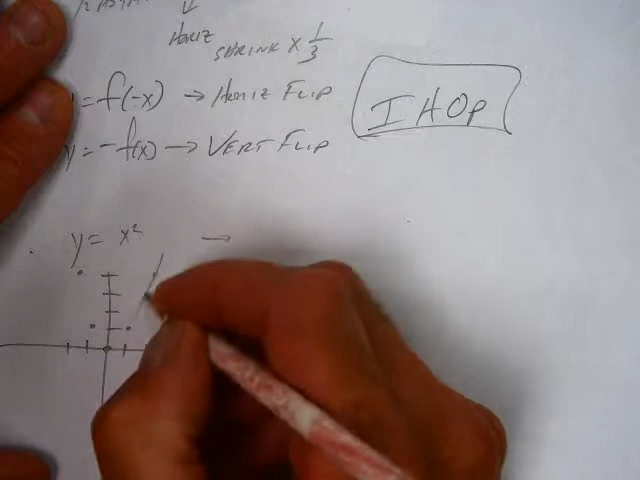 HORIZ
SHRINK × 1/3
= f(-x) → HORIZ FLIP
y = -f(x) → VERT FLIP
IHOP
y = x² →